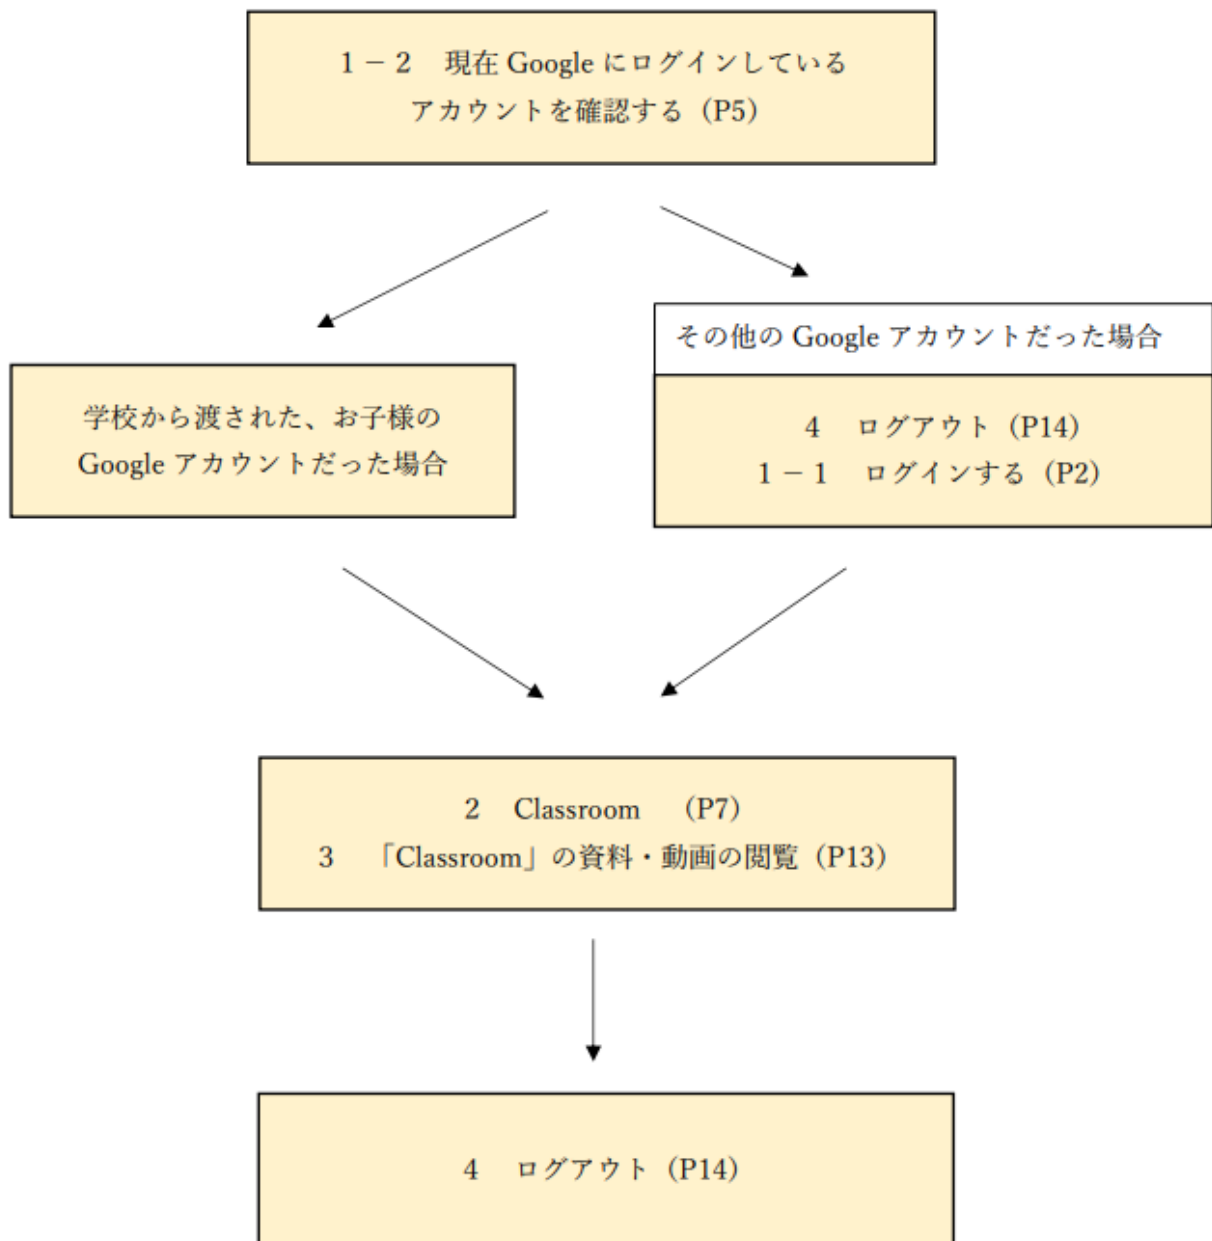 1－2　現在 Google にログインしている
アカウントを確認する（P5）
学校から渡された、お子様の
Google アカウントだった場合
その他の Google アカウントだった場合
4　ログアウト（P14）
1－1　ログインする（P2）
2　Classroom　（P7）
3　「Classroom」の資料・動画の閲覧（P13）
4　ログアウト（P14）